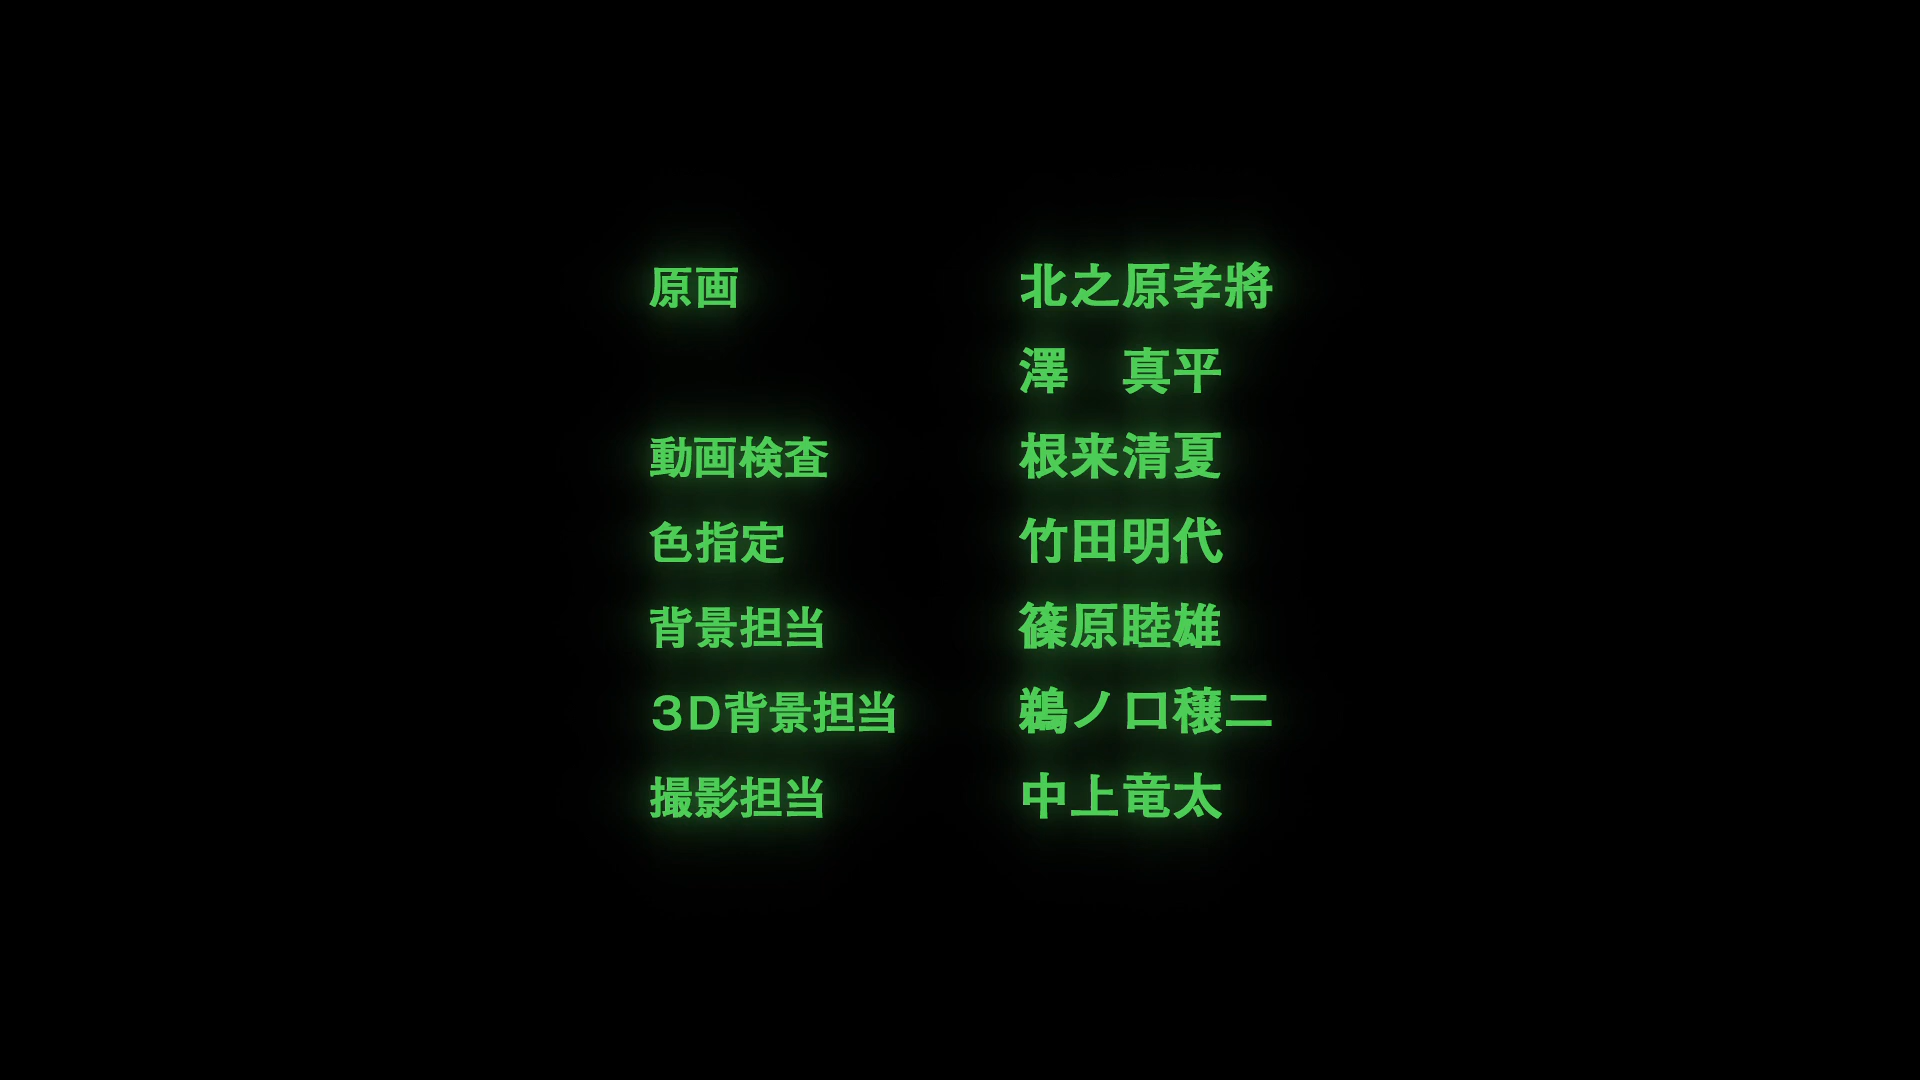 原画 北之原孝將
澤 真平
動画検査 根来清夏
色指定 竹田明代
背景担当 篠原睦雄
3D背景担当 鵜ノ口穣二
撮影担当 中上竜太